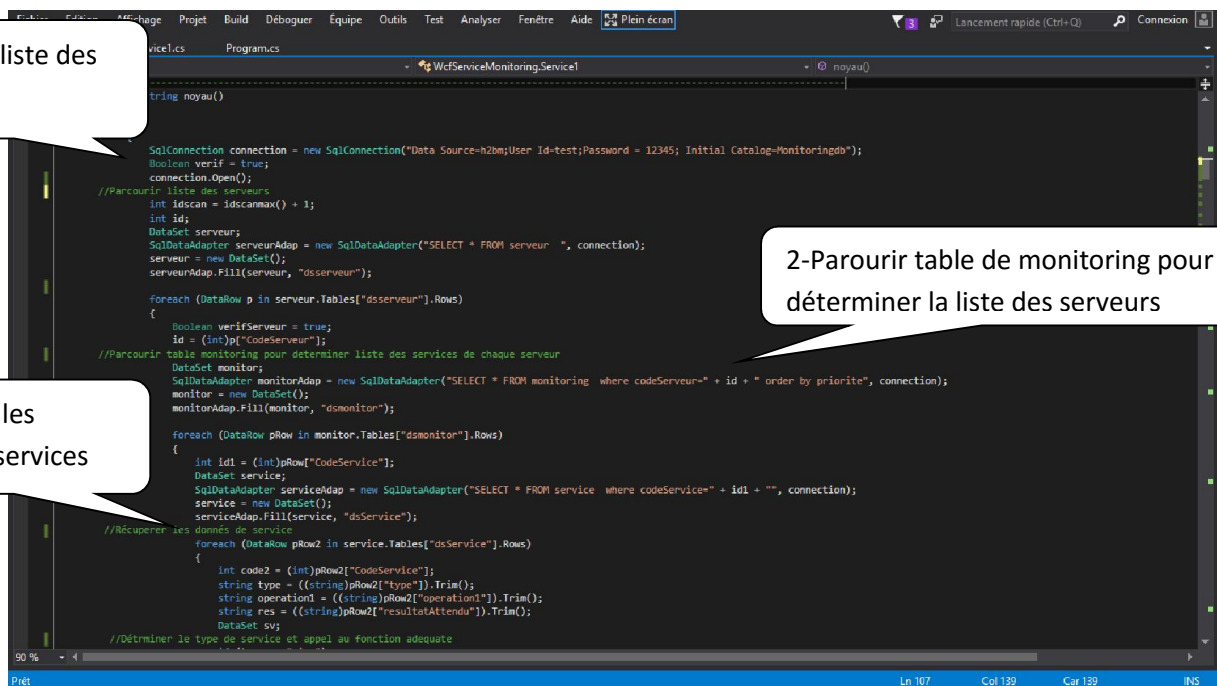 Fichier Edition Affichage Projet Build Déboguer Équipe Outils Test Analyser Fenêtre Aide Plein écran 3 Lancement rapide (Ctrl+Q) Connexion
vice1.cs Program.cs
WcfServiceMonitoring.Service1 noyau()
liste des
tring noyau()
{
SqlConnection connection = new SqlConnection("Data Source=h2bm;User Id=test;Password = 12345; Initial Catalog=Monitoringdb");
Boolean verif = true;
connection.Open();
//Parcourir liste des serveurs
int idscan = idscanmax() + 1;
int id;
DataSet serveur;
SqlDataAdapter serveurAdap = new SqlDataAdapter("SELECT * FROM serveur ", connection);
serveur = new DataSet();
serveurAdap.Fill(serveur, "dsserveur");
2-Parourir table de monitoring pour
déterminer la liste des serveurs
foreach (DataRow p in serveur.Tables["dsserveur"].Rows)
{
Boolean verifServeur = true;
id = (int)p["CodeServeur"];
//Parcourir table monitoring pour determiner liste des services de chaque serveur
DataSet monitor;
SqlDataAdapter monitorAdap = new SqlDataAdapter("SELECT * FROM monitoring where codeServeur=" + id + " order by priorite", connection);
monitor = new DataSet();
monitorAdap.Fill(monitor, "dsmonitor");
les
services
foreach (DataRow pRow in monitor.Tables["dsmonitor"].Rows)
{
int id1 = (int)pRow["CodeService"];
DataSet service;
SqlDataAdapter serviceAdap = new SqlDataAdapter("SELECT * FROM service where codeService=" + id1 + "", connection);
service = new DataSet();
serviceAdap.Fill(service, "dsService");
//Récuperer les donnés de service
foreach (DataRow pRow2 in service.Tables["dsService"].Rows)
{
int code2 = (int)pRow2["CodeService"];
string type = ((string)pRow2["type"]).Trim();
string operation1 = ((string)pRow2["operation1"]).Trim();
string res = ((string)pRow2["resultatAttendu"]).Trim();
DataSet sv;
//Détrminer le type de service et appel au fonction adequate
90 %
Prêt Ln 107 Col 139 Car 139 INS